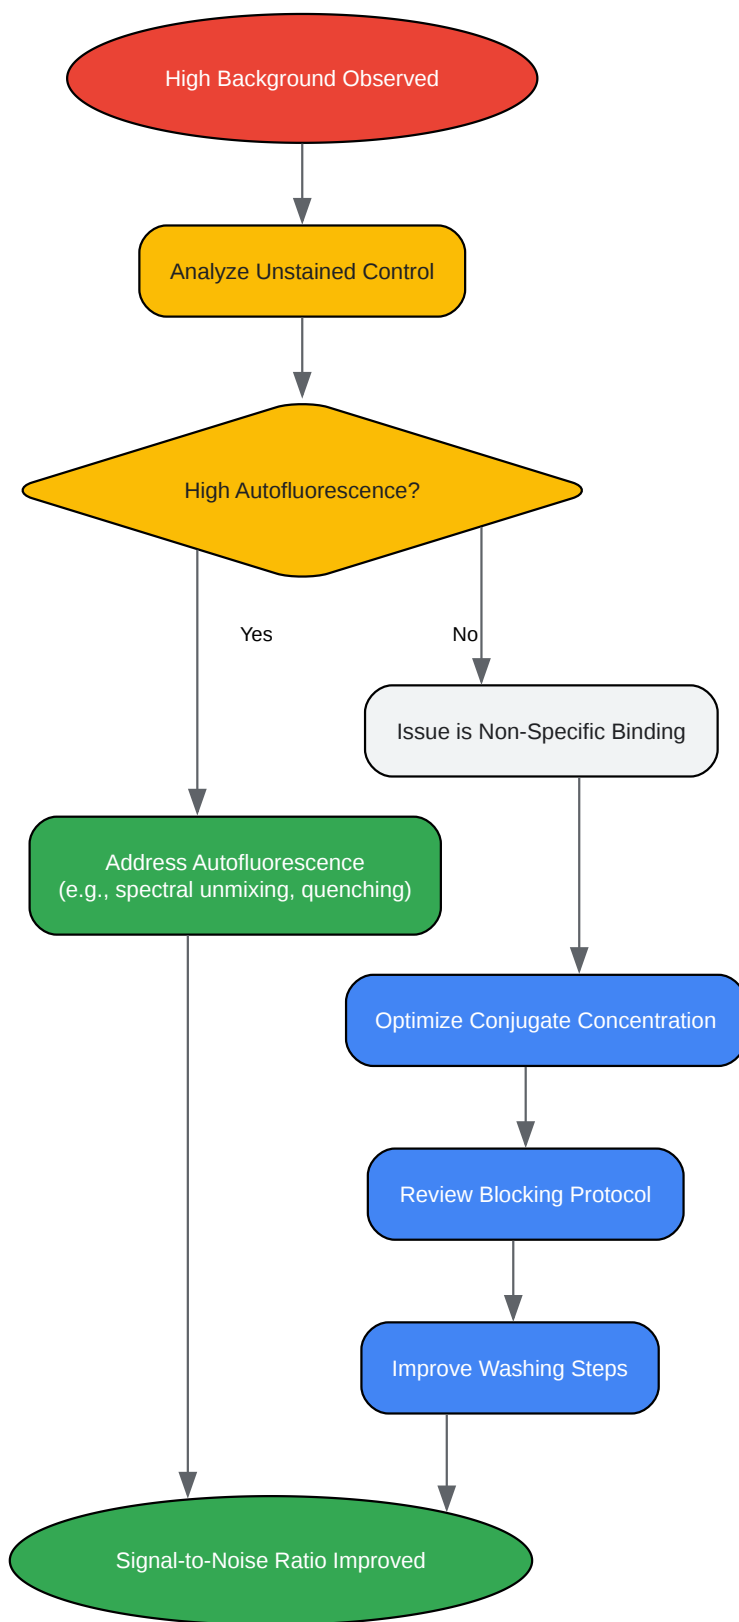 High Background Observed
Analyze Unstained Control
High Autofluorescence?
Yes
No
Issue is Non-Specific Binding
Address Autofluorescence
(e.g., spectral unmixing, quenching)
Optimize Conjugate Concentration
Review Blocking Protocol
Improve Washing Steps
Signal-to-Noise Ratio Improved